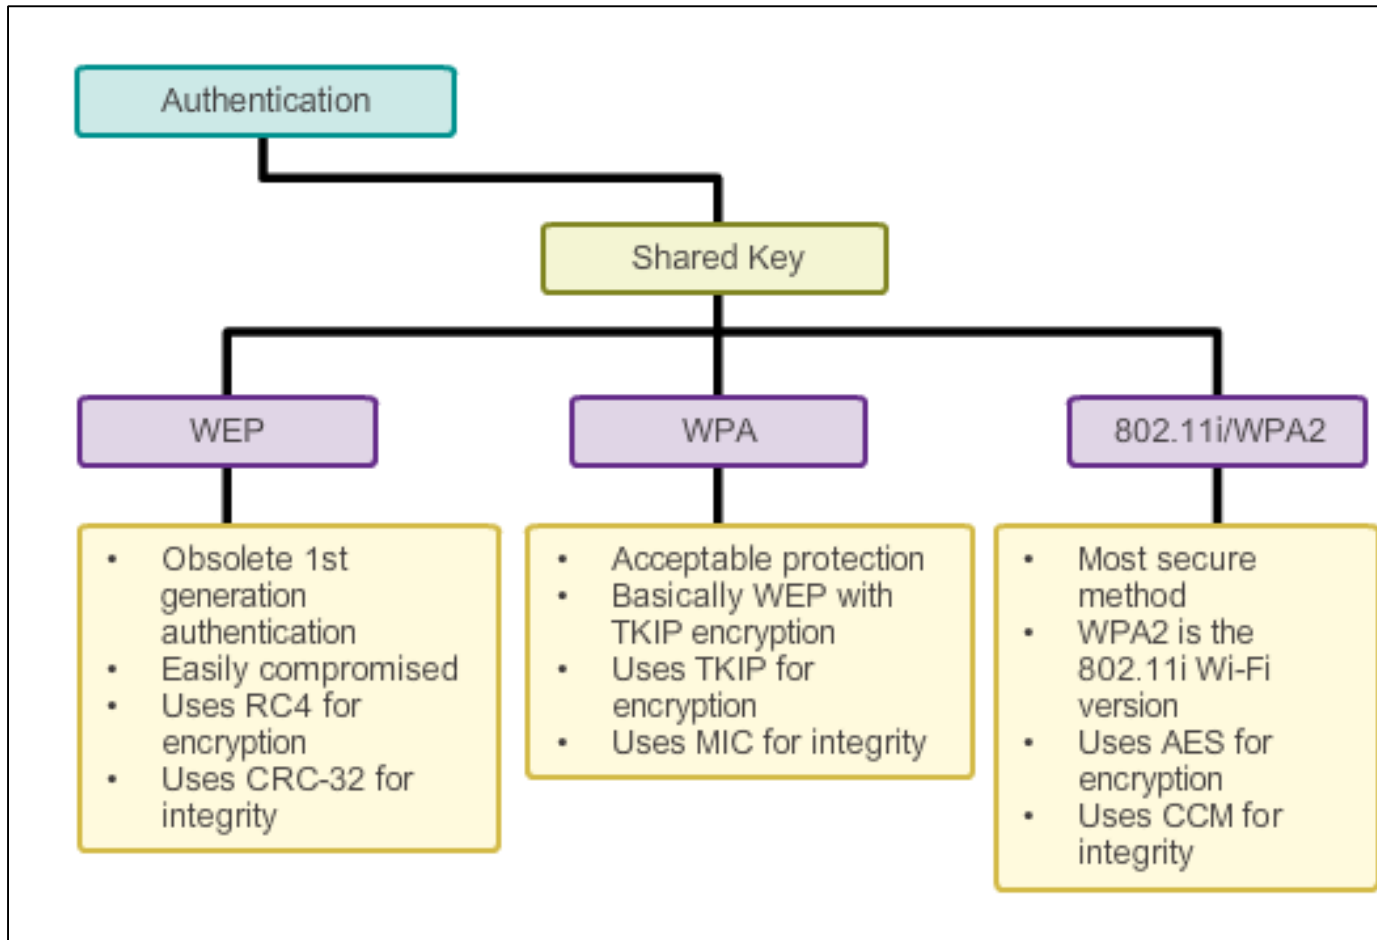 Authentication
Shared Key
WEP
WPA
802.11i/WPA2
• Obsolete 1st
generation
authentication
• Easily compromised
• Uses RC4 for
encryption
• Uses CRC-32 for
integrity
• Acceptable protection
• Basically WEP with
TKIP encryption
• Uses TKIP for
encryption
• Uses MIC for integrity
• Most secure
method
• WPA2 is the
802.11i Wi-Fi
version
• Uses AES for
encryption
• Uses CCM for
integrity